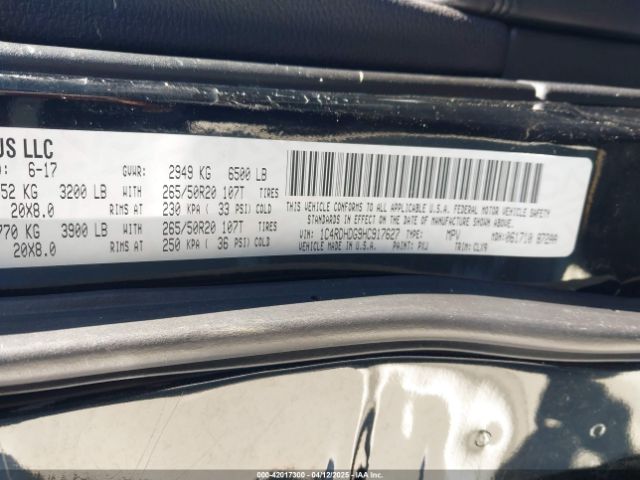 US LLC
6-17 GVWR: 2949 KG 6500 LB
52 KG 3200 LB WITH 265/50R20 107T TIRES
20X8.0 RIMS AT 230 KPA ( 33 PSI) COLD
770 KG 3900 LB WITH 265/50R20 107T TIRES
20X8.0 RIMS AT 250 KPA ( 36 PSI) COLD
THIS VEHICLE CONFORMS TO ALL APPLICABLE U.S.A. FEDERAL MOTOR VEHICLE SAFETY
STANDARDS IN EFFECT ON THE DATE OF MANUFACTURE SHOWN ABOVE.
VIN: 1C4RDHDG9HC917627 TYPE: MPV MDH: 061710
VEHICLE MADE IN U.S.A. PAINT: PXJ TRIM: CLX9
000-42017300 - 04/12/2025 - IAA Inc.